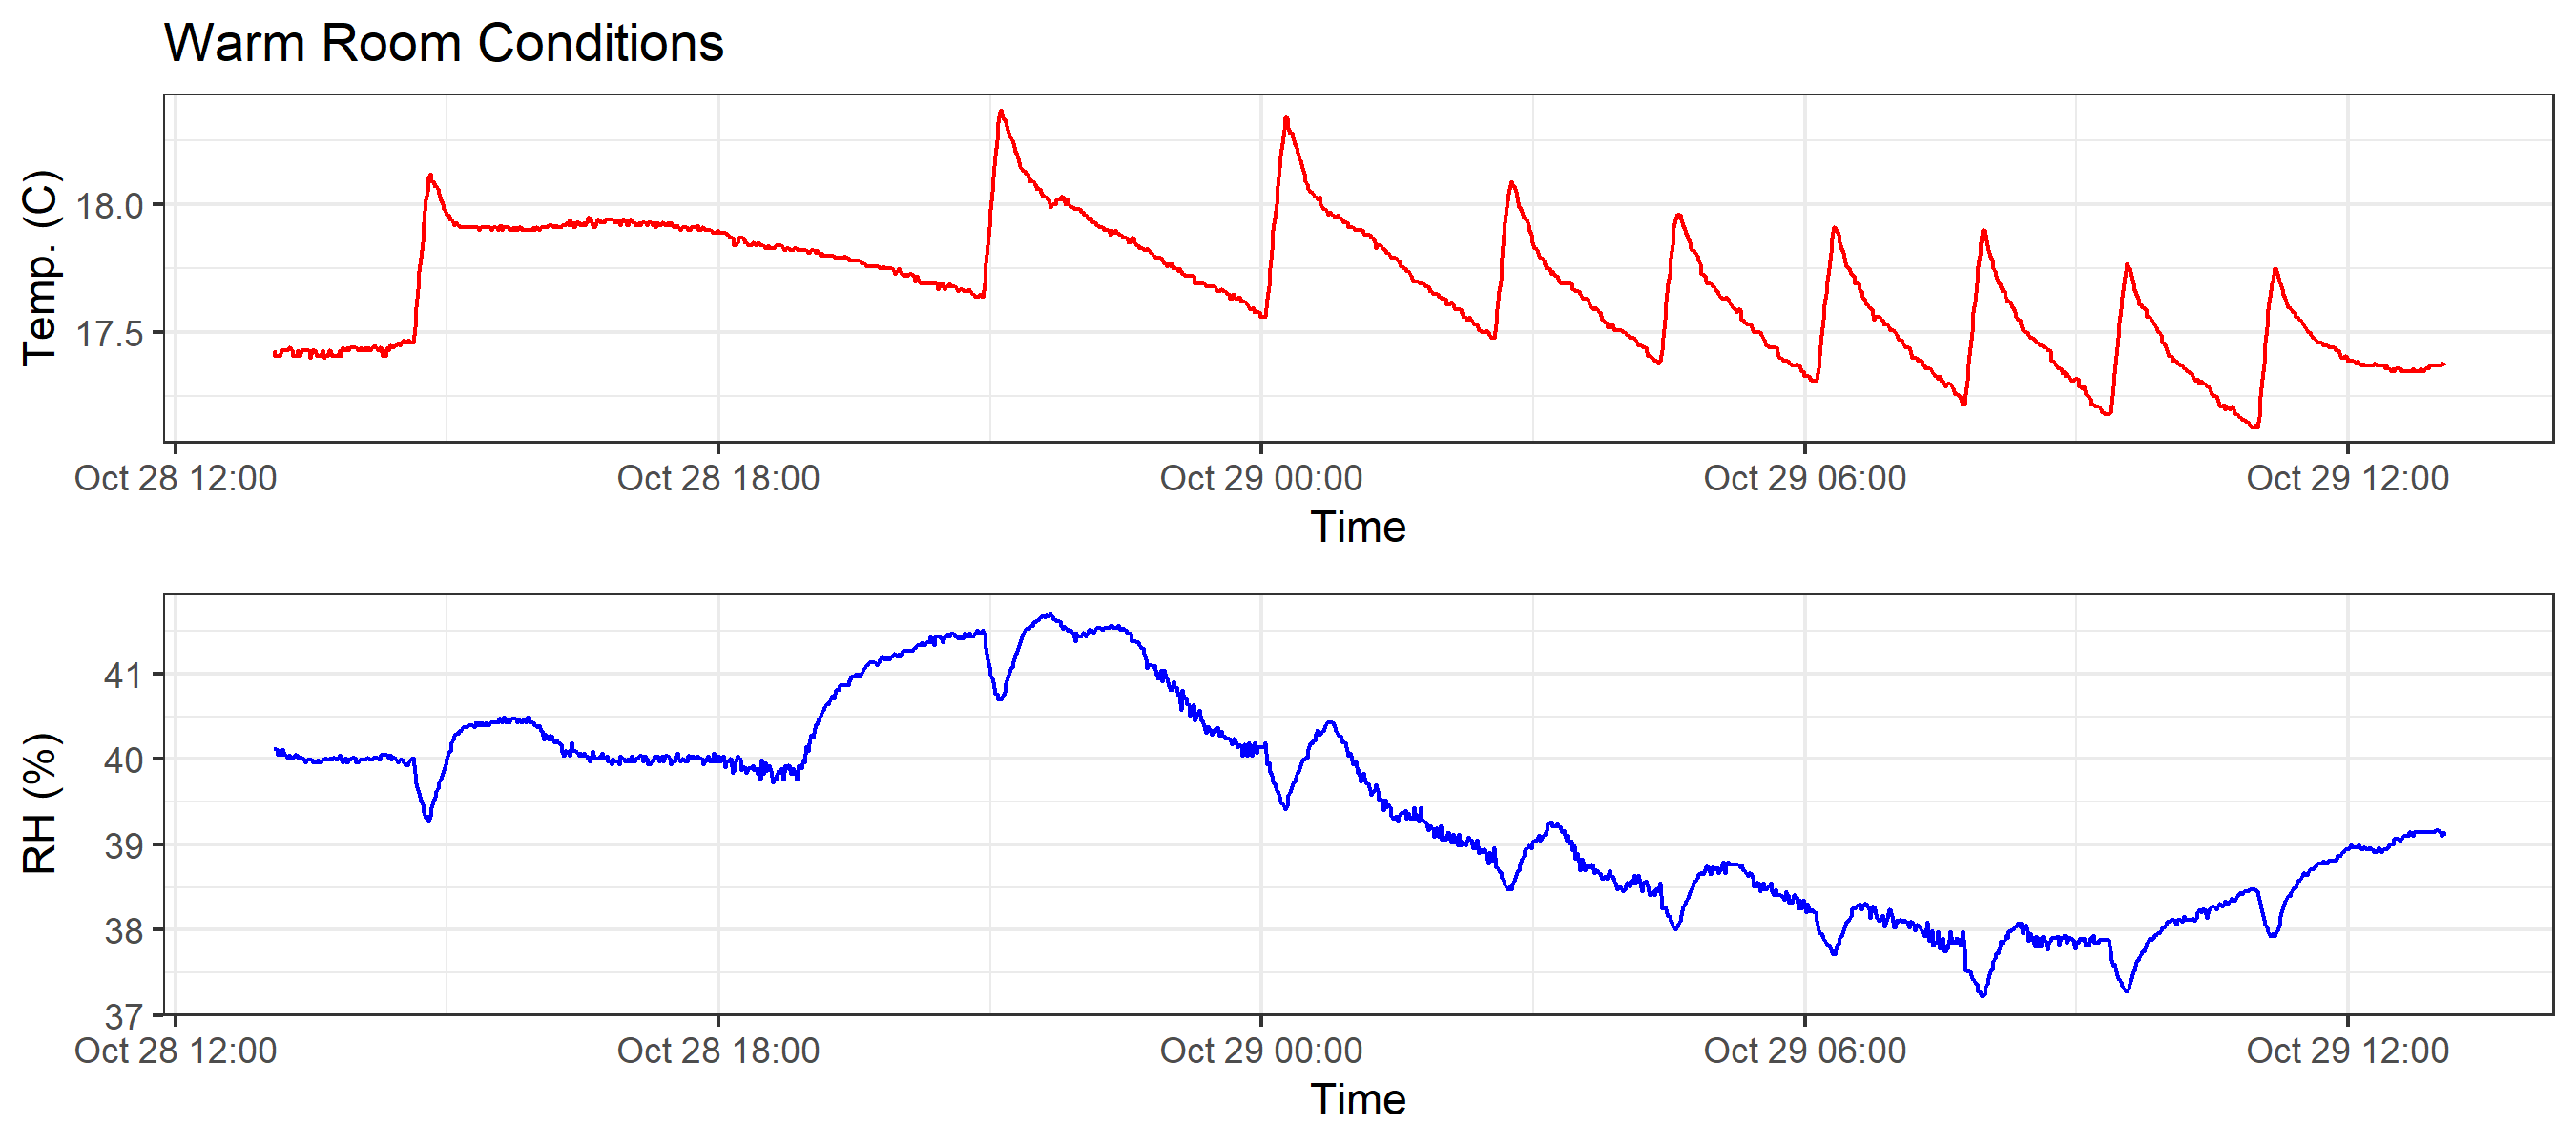 Warm Room Conditions
Temp. (C)
18.0
17.5
Oct 28 12:00 Oct 28 18:00 Oct 29 00:00 Oct 29 06:00 Oct 29 12:00
Time
RH (%)
41
40
39
38
37
Oct 28 12:00 Oct 28 18:00 Oct 29 00:00 Oct 29 06:00 Oct 29 12:00
Time